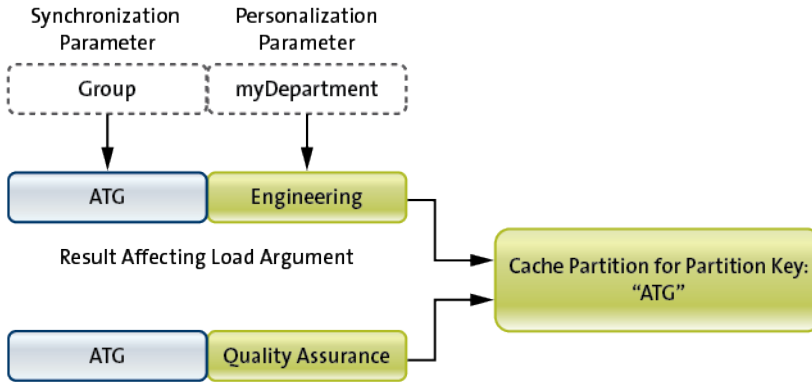 Synchronization
Parameter
Personalization
Parameter
Group
myDepartment
ATG
Engineering
Result Affecting Load Argument
Cache Partition for Partition Key:
“ATG”
ATG
Quality Assurance